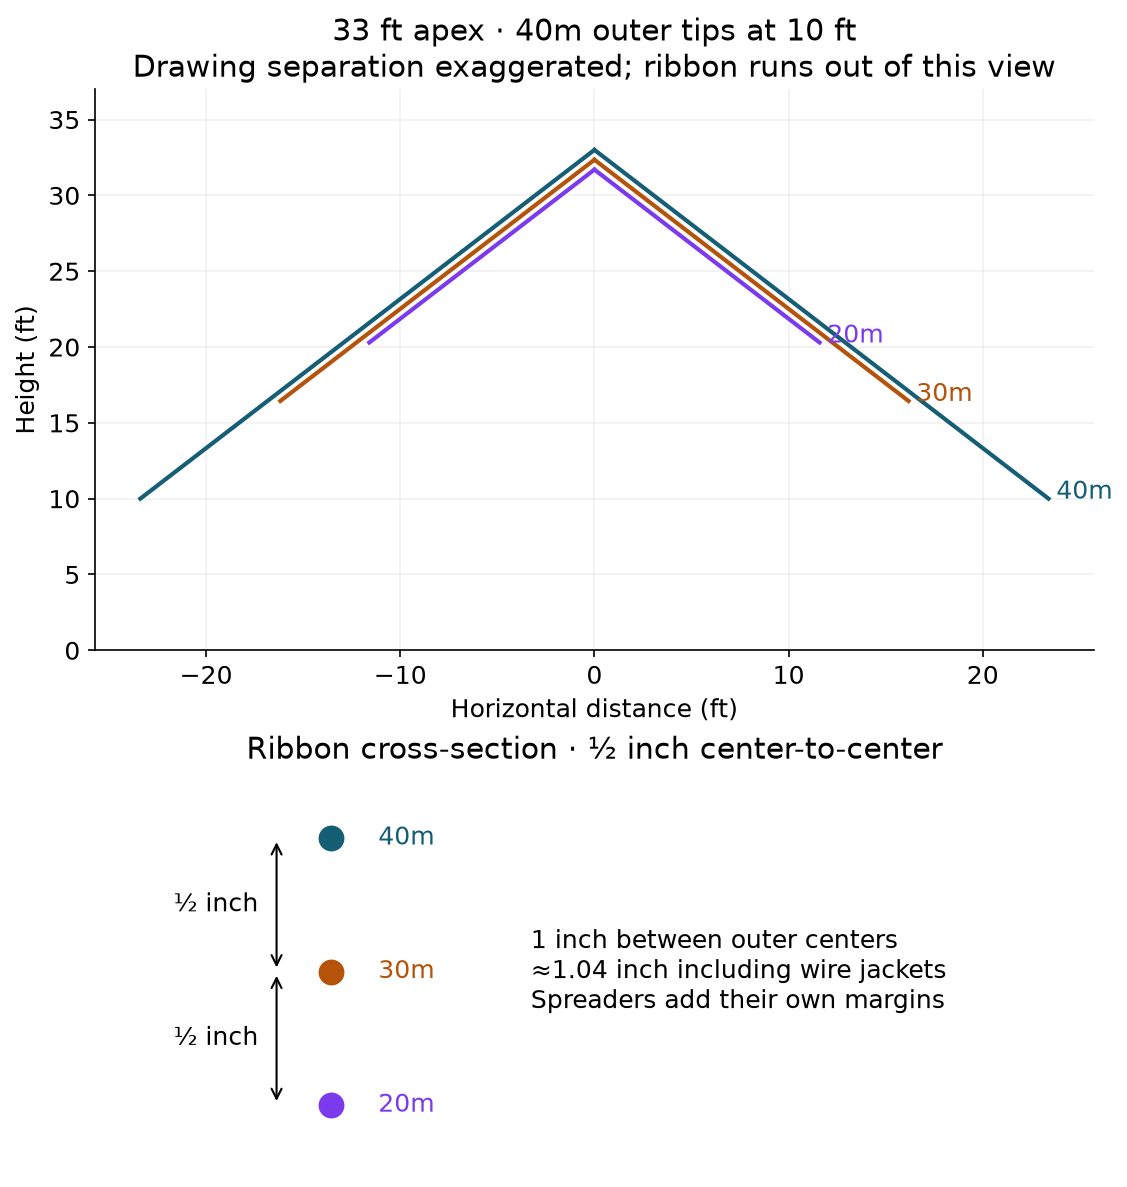 33 ft apex · 40m outer tips at 10 ft
Drawing separation exaggerated; ribbon runs out of this view
35
30
25
20
15
10
5
0
Height (ft)
20m
30m
40m
−20
−10
0
10
20
Horizontal distance (ft)
Ribbon cross-section · ½ inch center-to-center
40m
½ inch
1 inch between outer centers
30m
≈1.04 inch including wire jackets
Spreaders add their own margins
½ inch
20m